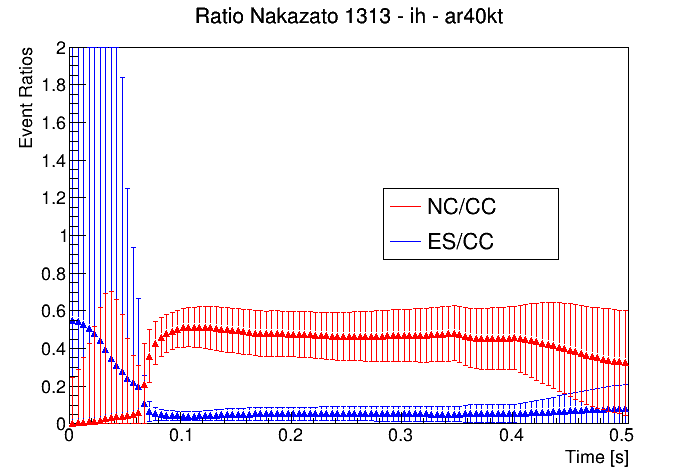 Ratio Nakazato 1313 - ih - ar40kt
Event Ratios
2
1.8
1.6
1.4
1.2
1
0.8
0.6
0.4
0.2
0
NC/CC
ES/CC
0 0.1 0.2 0.3 0.4 0.5
Time [s]